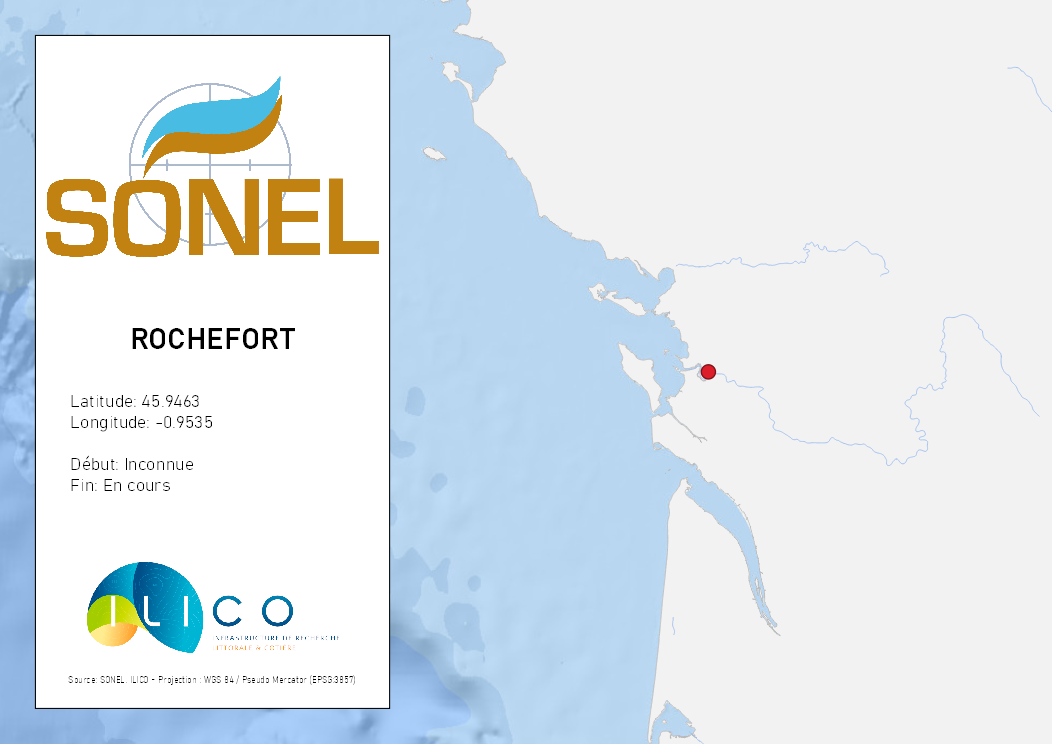 SONEL
ROCHEFORT
Latitude: 45.9463
Longitude: -0.9535
Début: Inconnue
Fin: En cours
ILICO
INFRASTRUCTURE DE RECHERCHE
LITTORALE & CÔTIÈRE
Source: SONEL, ILICO - Projection : WGS 84 / Pseudo Mercator (EPSG:3857)